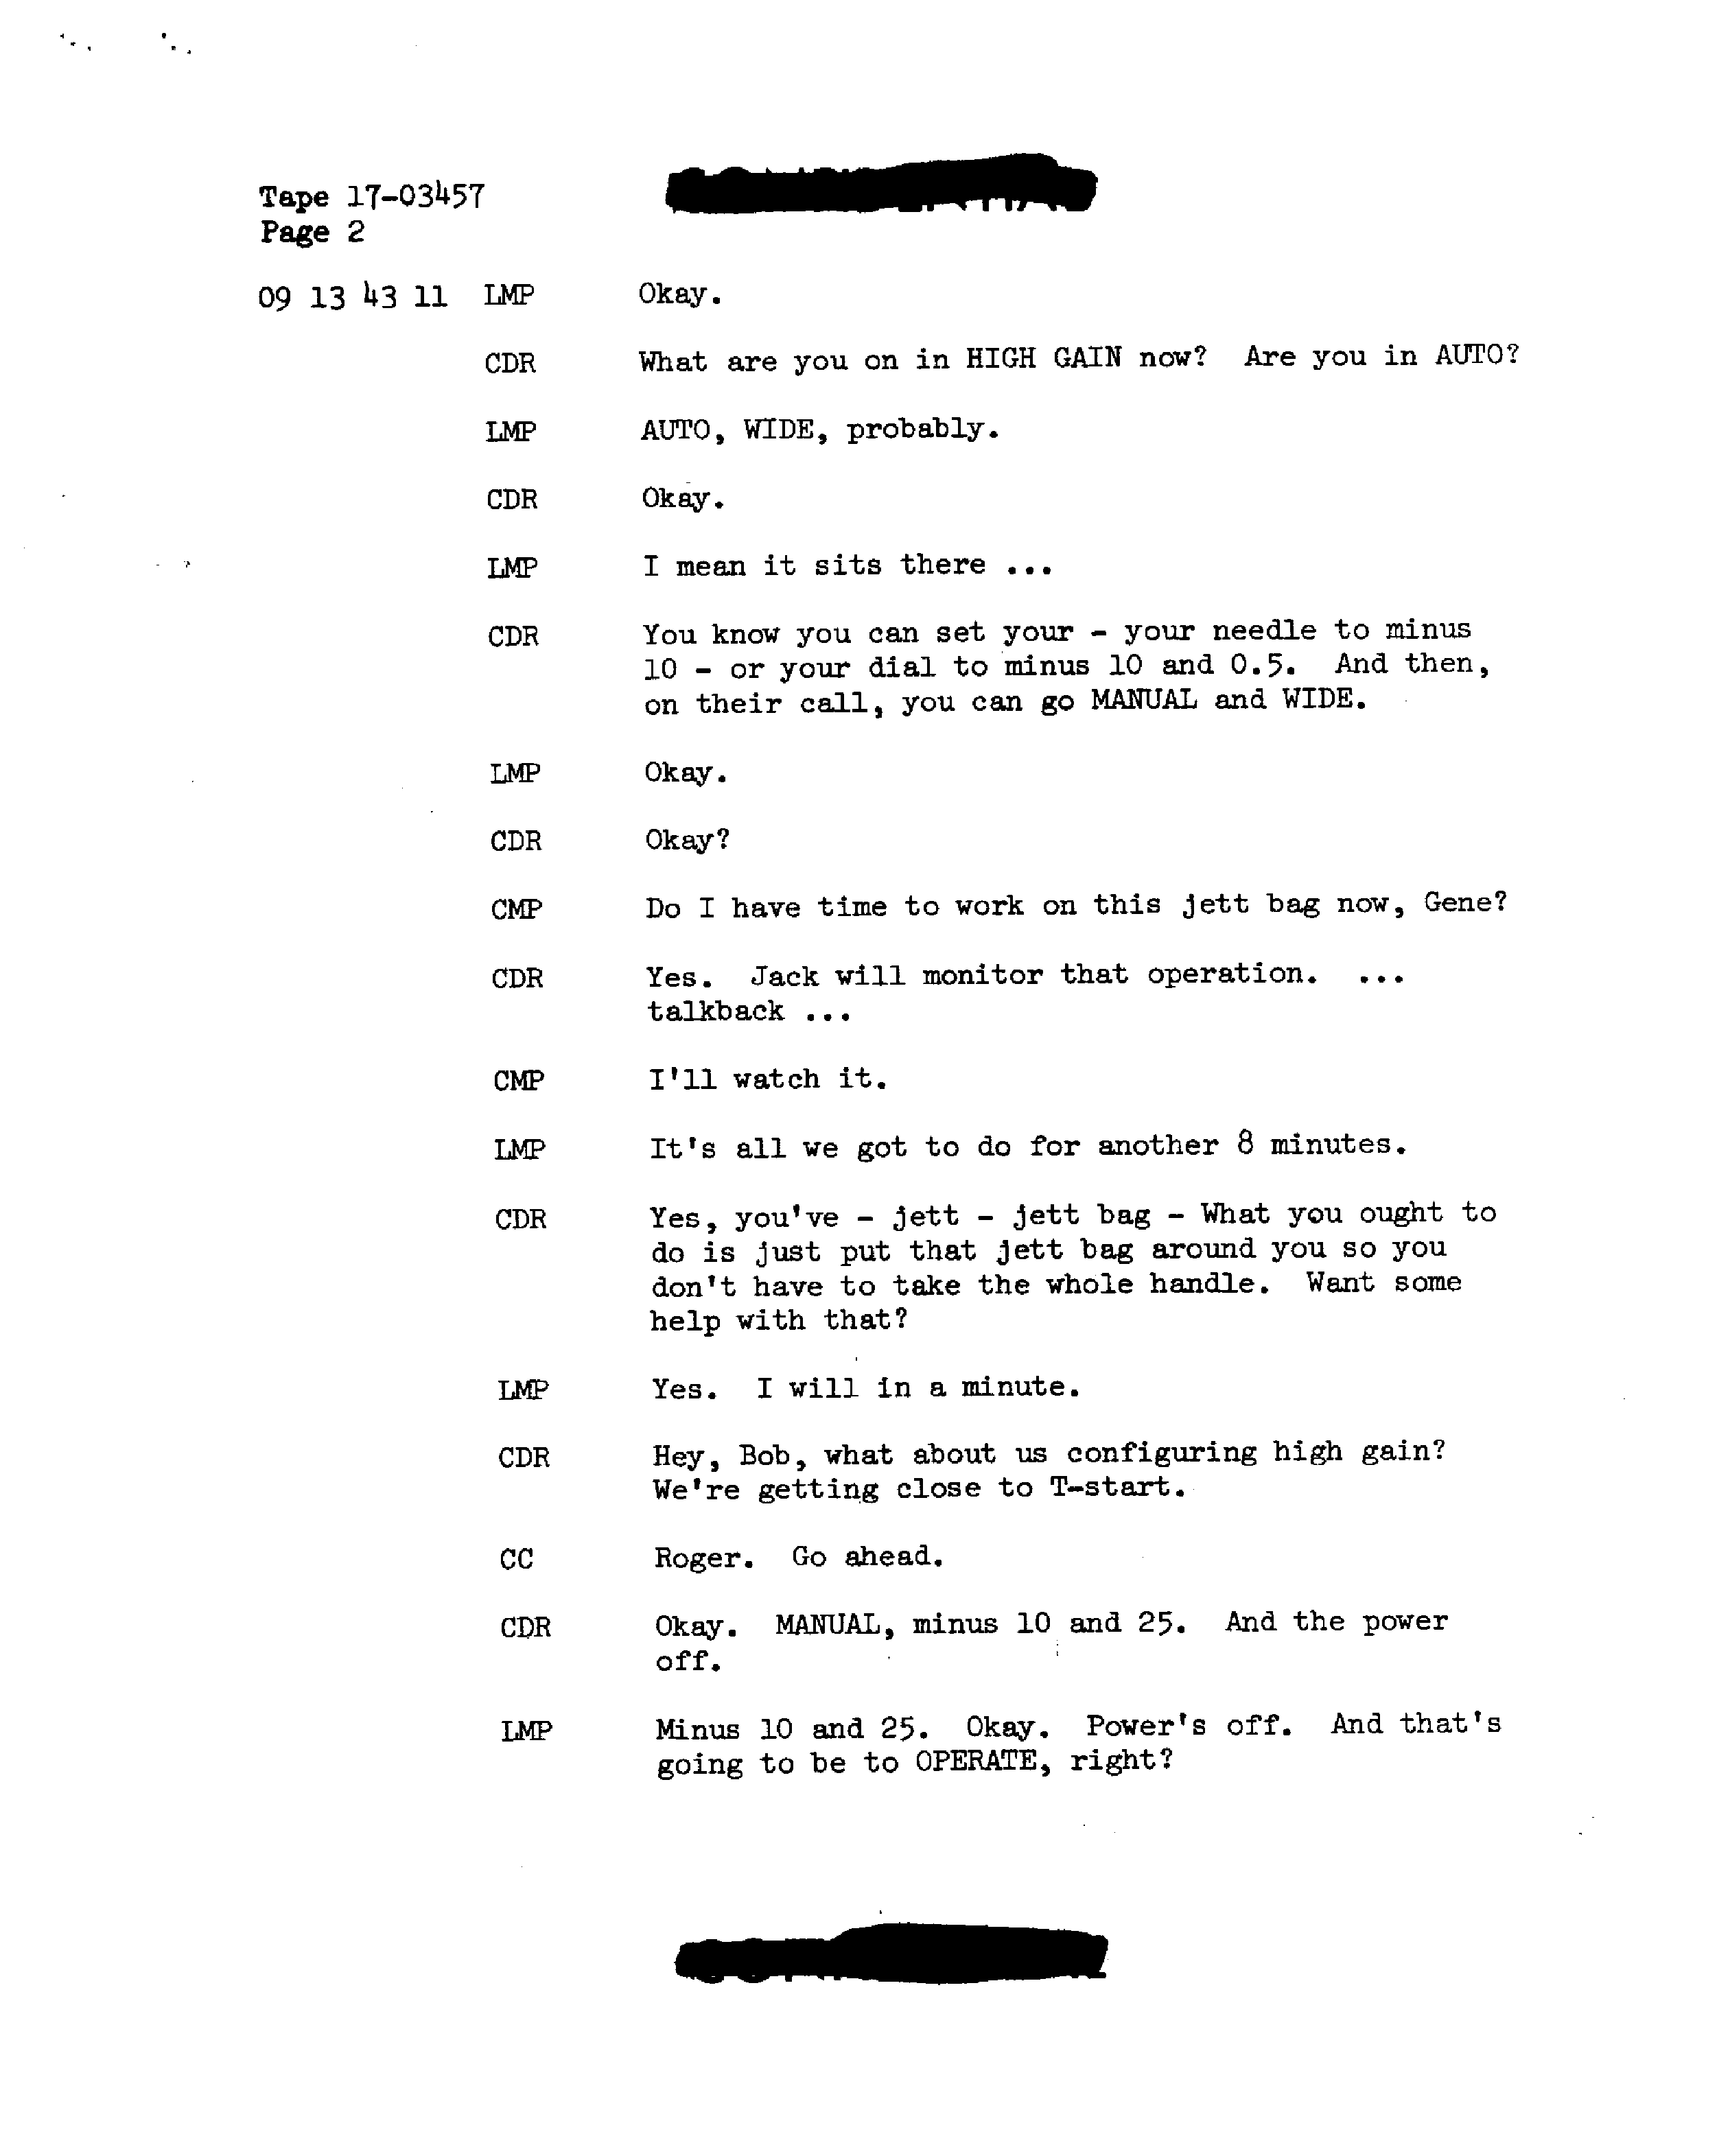 Tape 17-03457
Page 2
09 13 43 11 LMP Okay.
CDR What are you on in HIGH GAIN now? Are you in AUTO?
LMP AUTO, WIDE, probably.
CDR Okay.
LMP I mean it sits there ...
CDR You know you can set your - your needle to minus
10 - or your dial to minus 10 and 0.5. And then,
on their call, you can go MANUAL and WIDE.
LMP Okay.
CDR Okay?
CMP Do I have time to work on this jett bag now, Gene?
CDR Yes. Jack will monitor that operation. ...
talkback ...
CMP I'll watch it.
LMP It's all we got to do for another 8 minutes.
CDR Yes, you've - jett - jett bag - What you ought to
do is just put that jett bag around you so you
don't have to take the whole handle. Want some
help with that?
LMP Yes. I will in a minute.
CDR Hey, Bob, what about us configuring high gain?
We're getting close to T-start.
CC Roger. Go ahead.
CDR Okay. MANUAL, minus 10 and 25. And the power
off.
LMP Minus 10 and 25. Okay. Power's off. And that's
going to be to OPERATE, right?